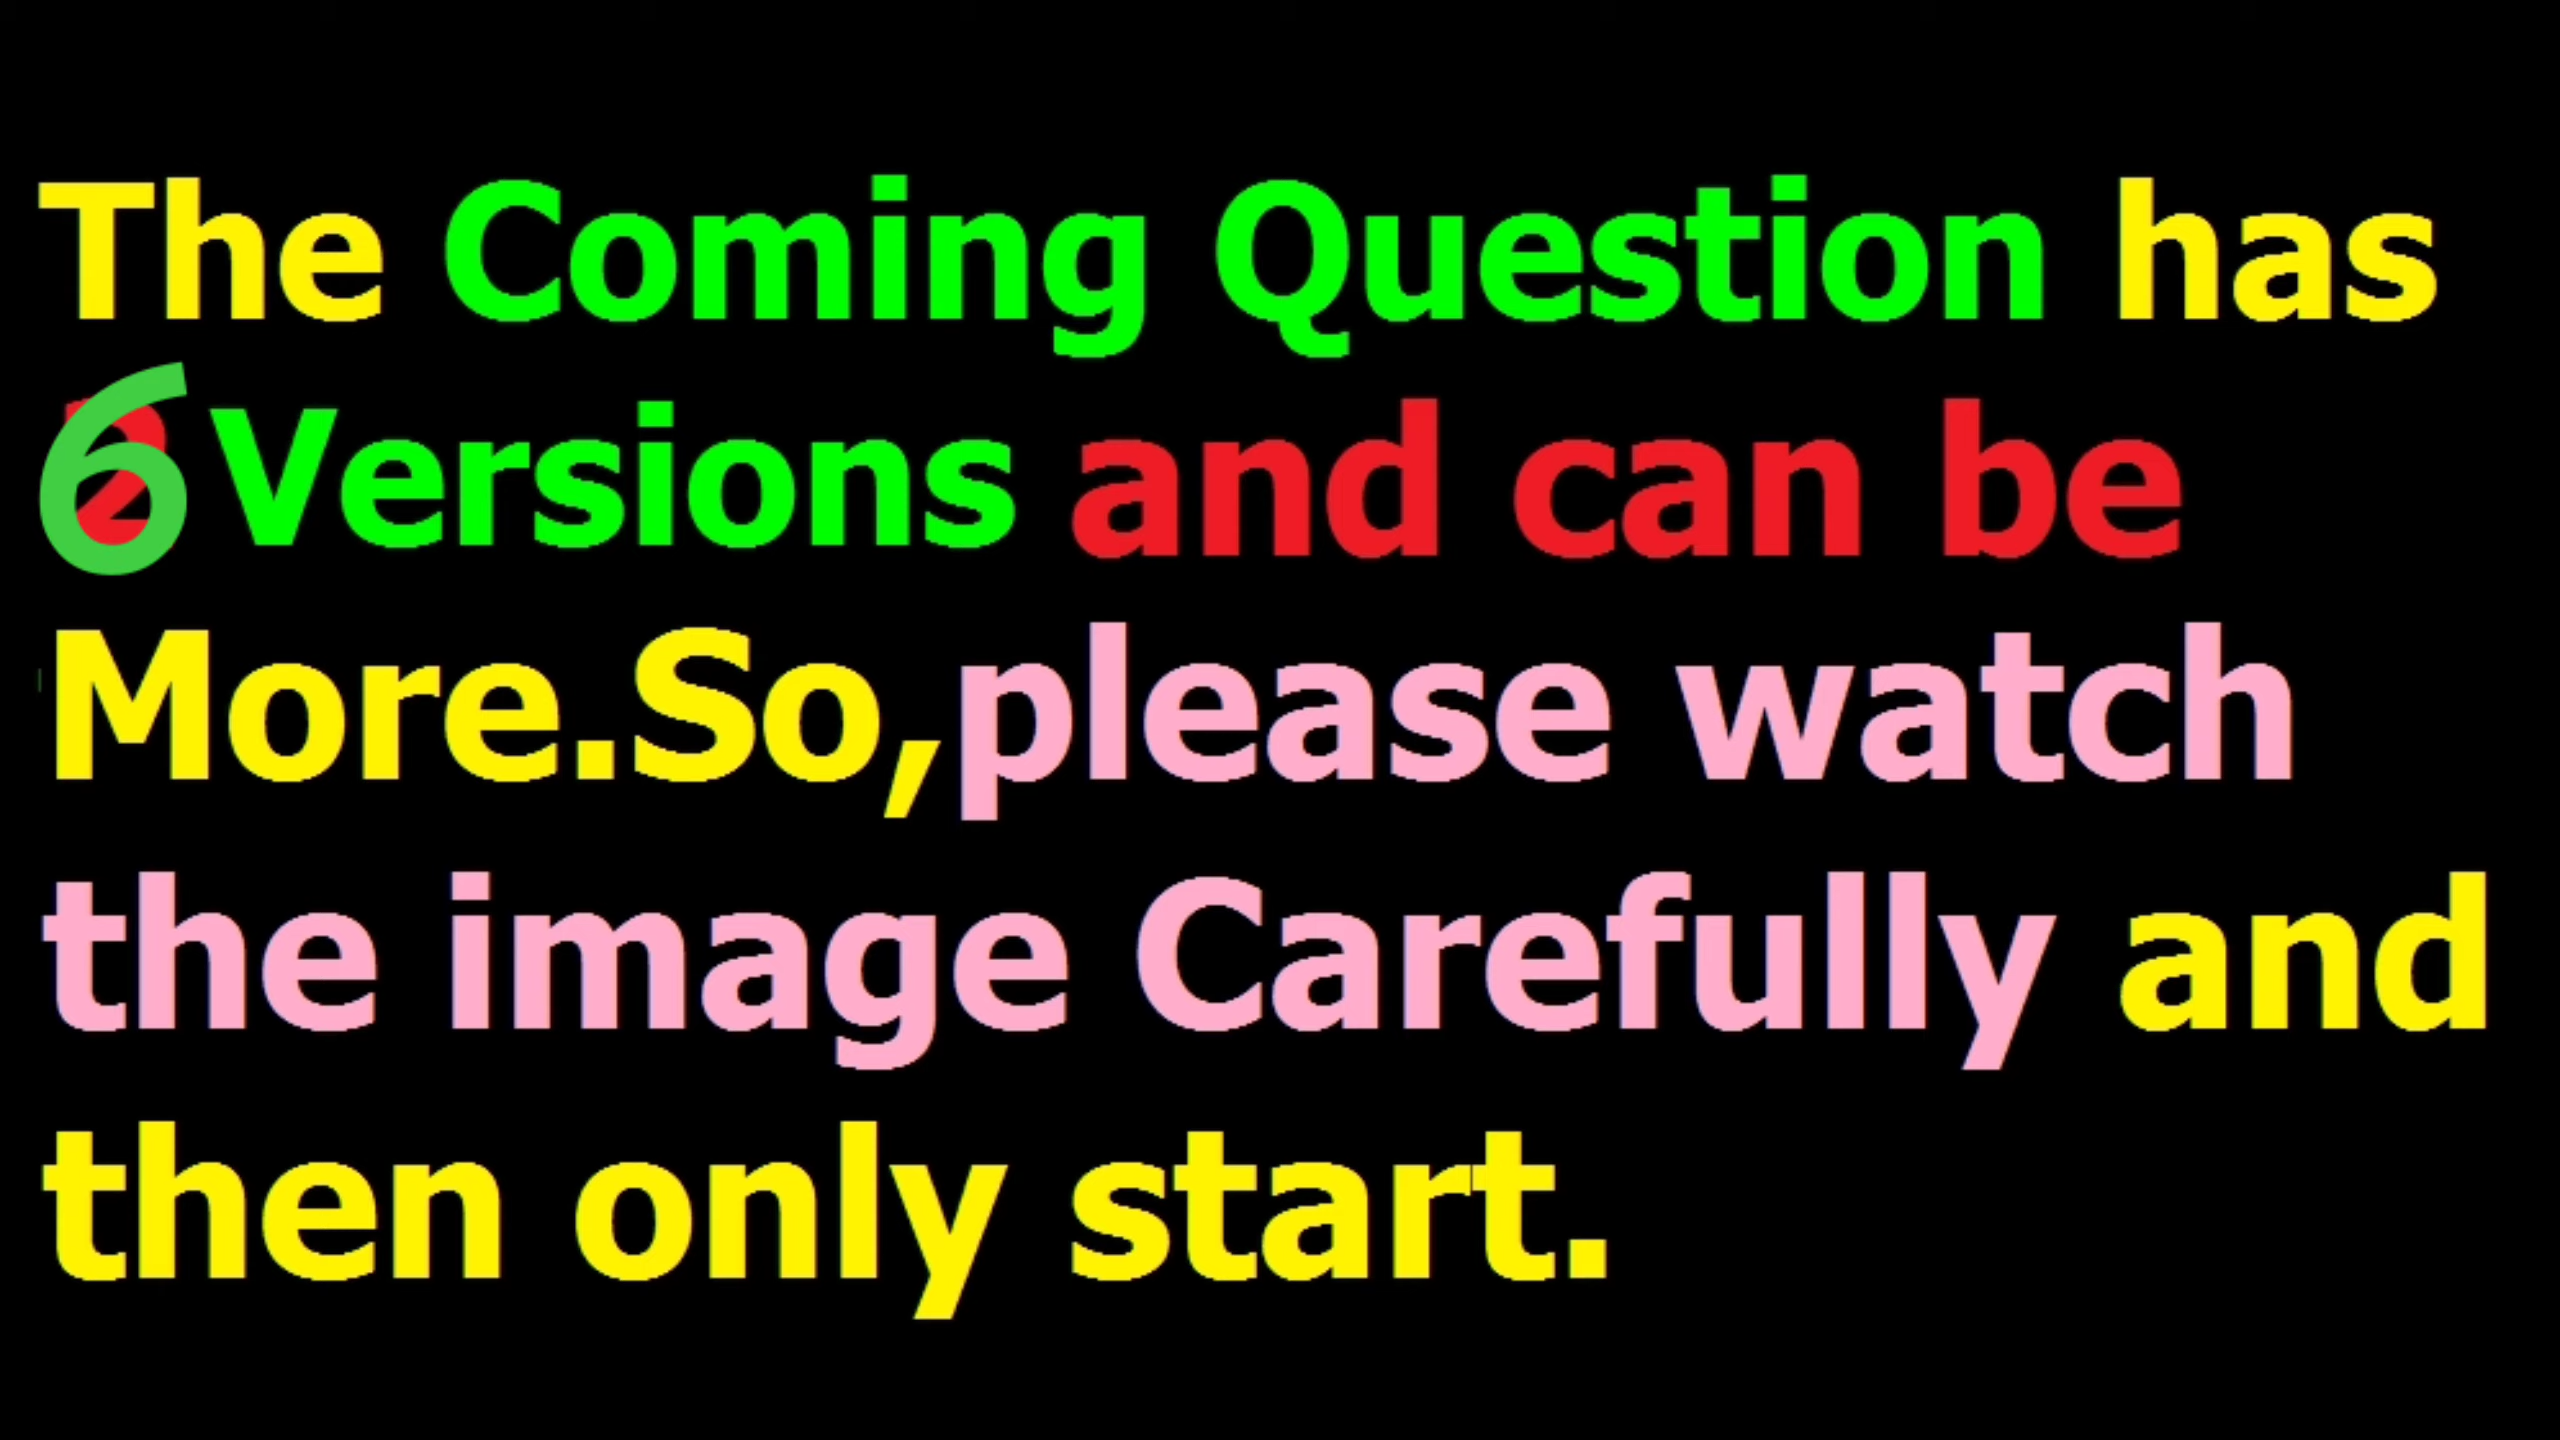 The Coming Question has
6 Versions and can be
More.So,please watch
the image Carefully and
then only start.